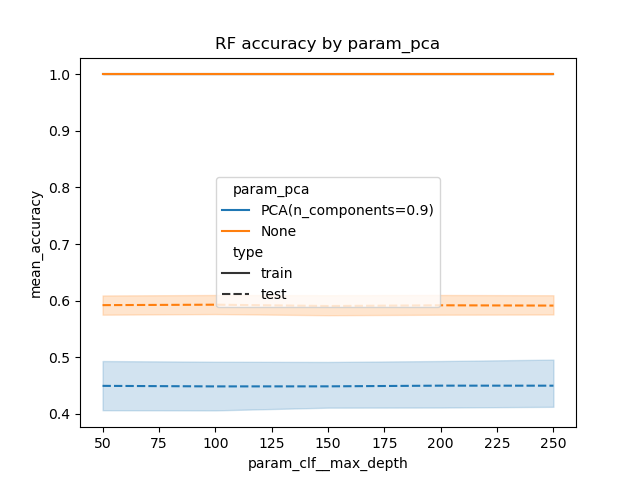 RF accuracy by param_pca
mean_accuracy
1.0
0.9
0.8
0.7
0.6
0.5
0.4
param_pca
PCA(n_components=0.9)
None
type
train
test
50 75 100 125 150 175 200 225 250
param_clf__max_depth